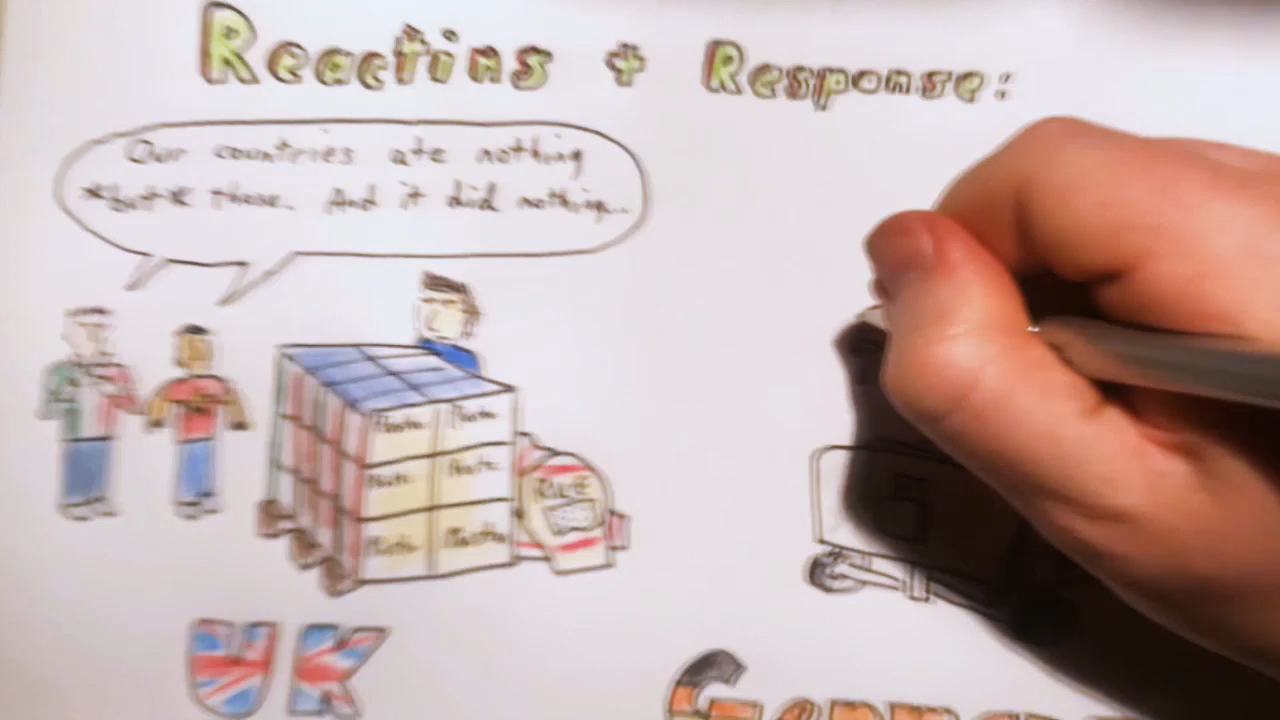 Reactins + Response:
Our countries ate nothing
*but* these. And it did nothing...
Pasta Pasta
Pasta Pasta
Pasta Pasta
RICE
UK
Germany